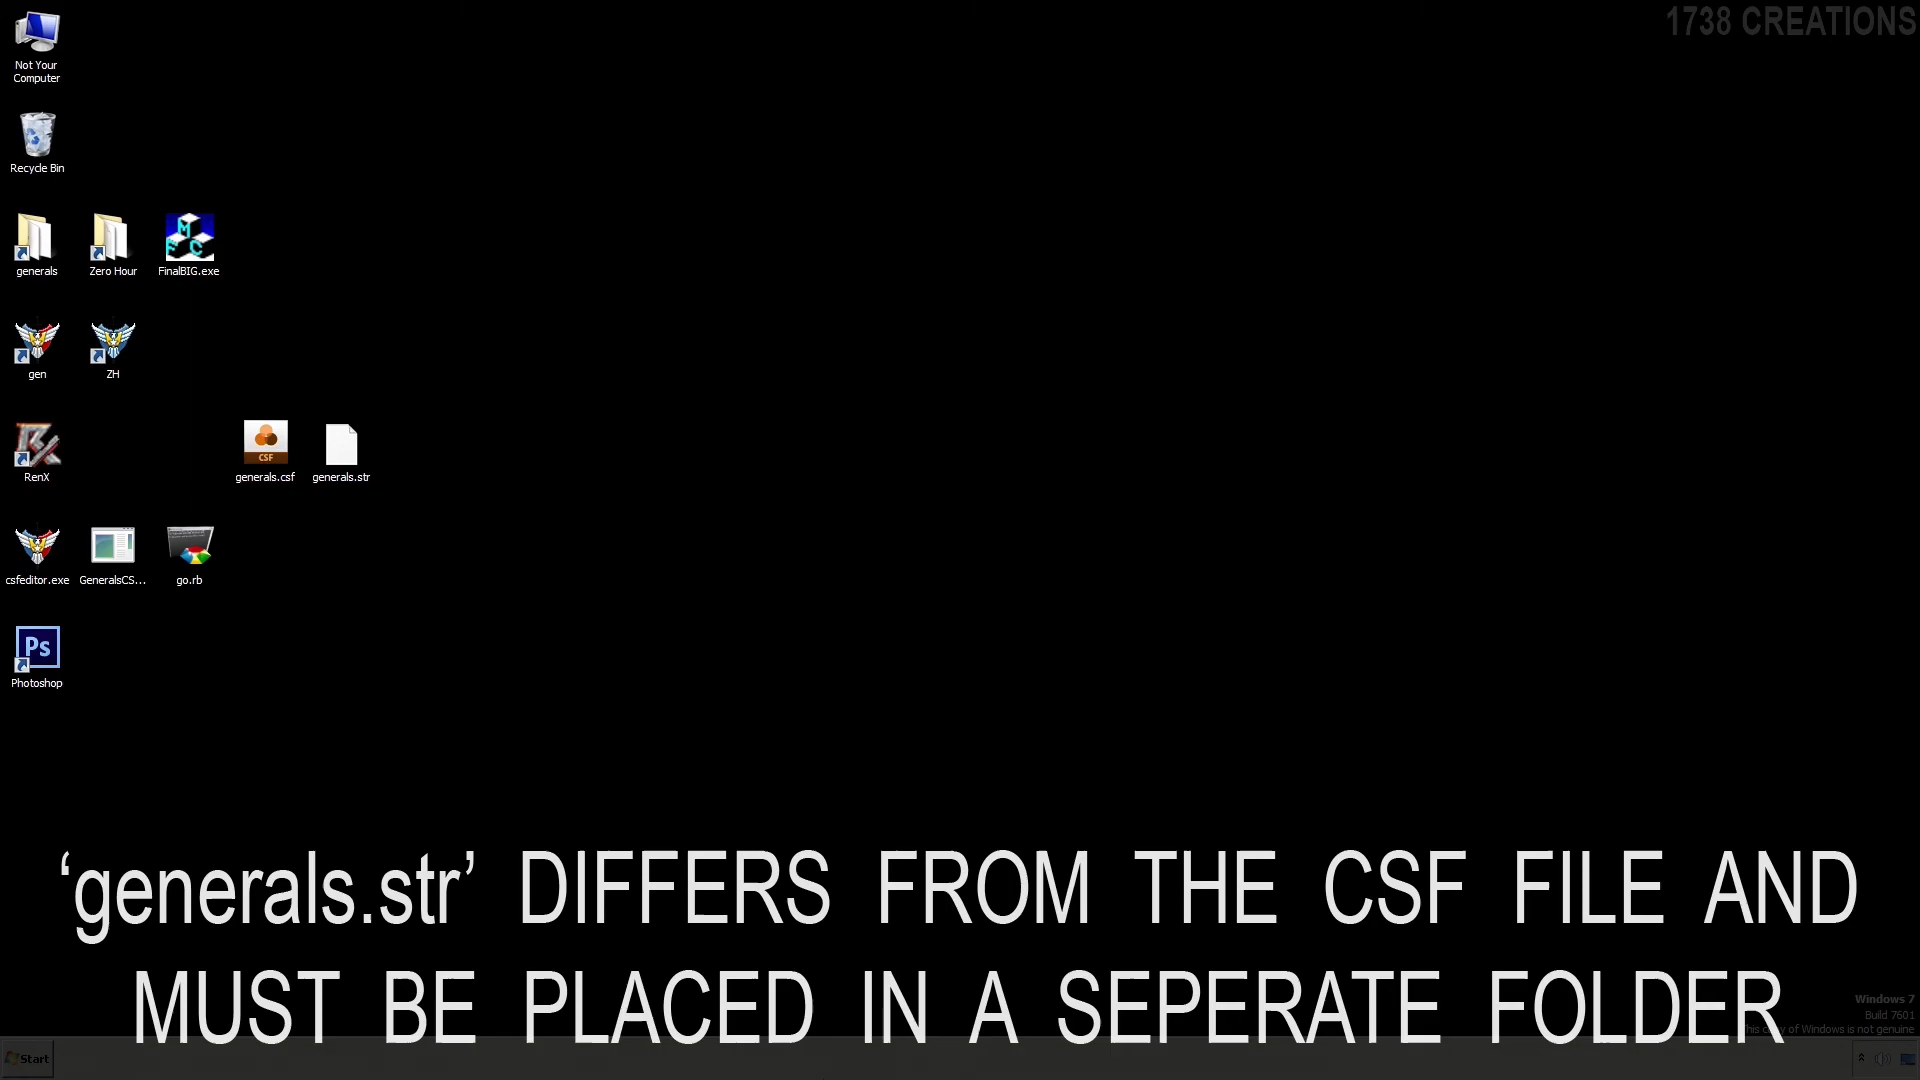 1738 CREATIONS
Not Your
Computer
Recycle Bin
generals
Zero Hour
FinalBIG.exe
gen
ZH
RenX
CSF
generals.csf
generals.str
csfeditor.exe
GeneralsCS...
go.rb
Ps
Photoshop
‘generals.str’ DIFFERS FROM THE CSF FILE AND
MUST BE PLACED IN A SEPERATE FOLDER
Windows 7
Build 7601
This copy of Windows is not genuine
Start